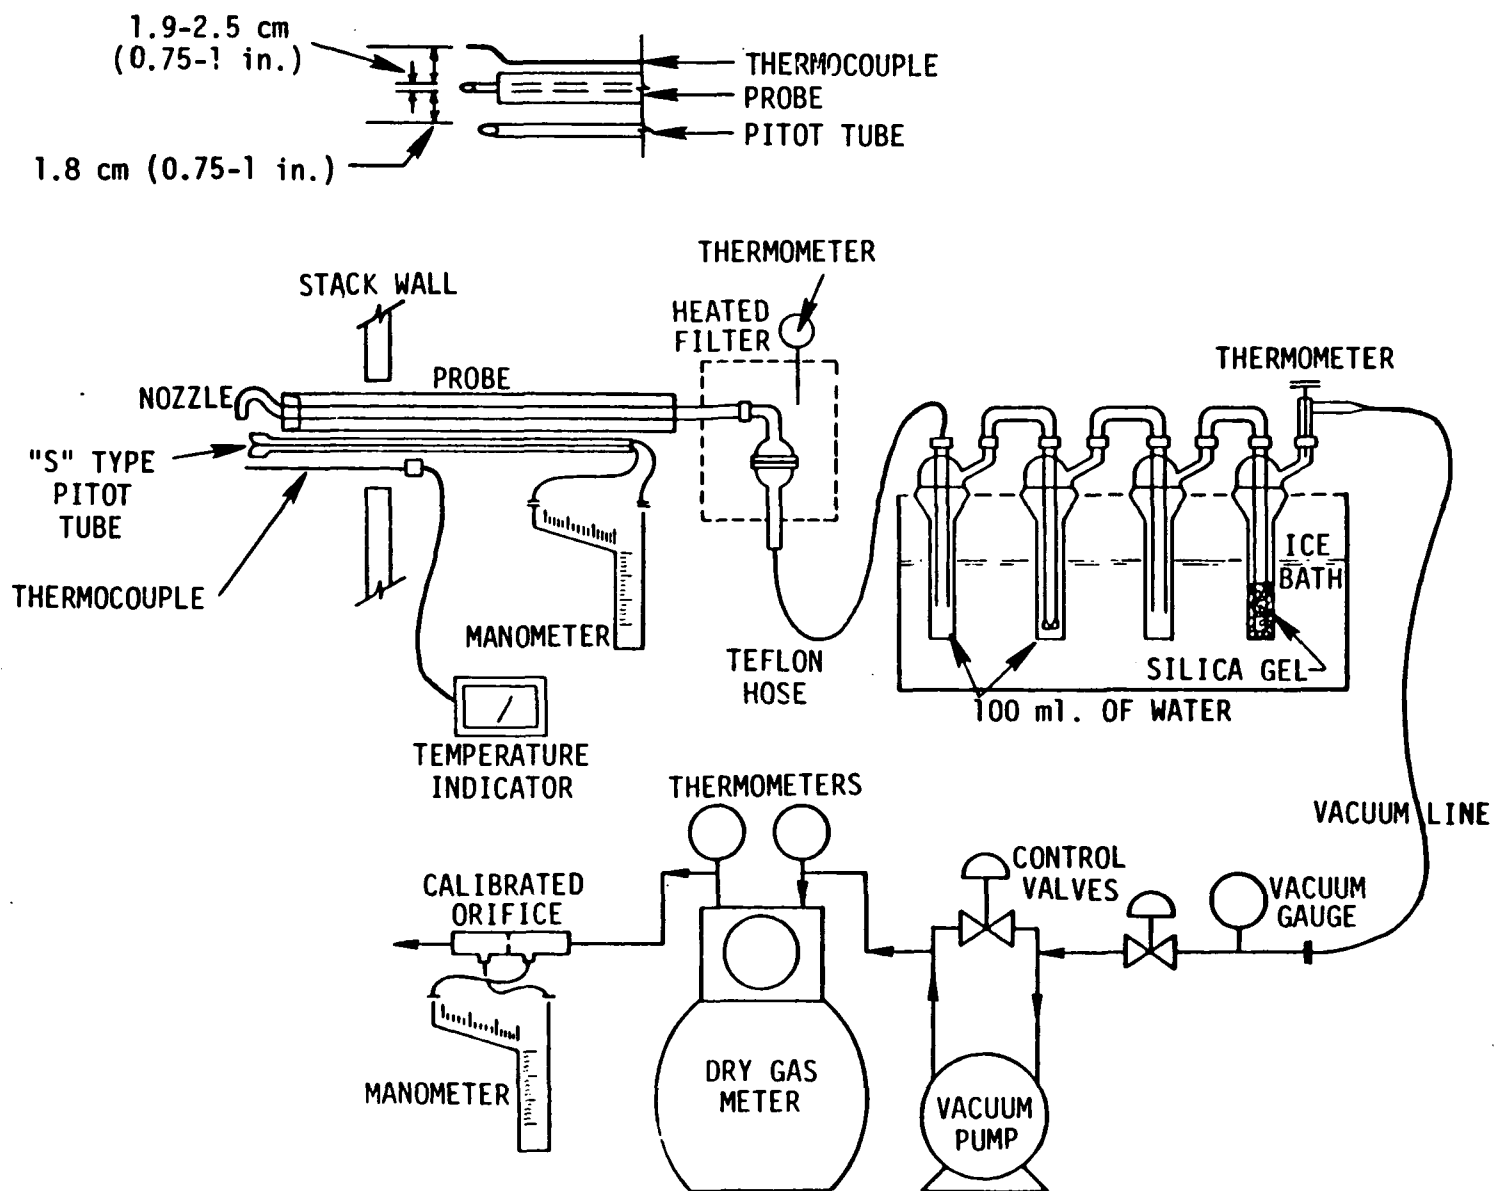 1.9-2.5 cm
(0.75-1 in.)
THERMOCOUPLE
PROBE
PITOT TUBE
1.8 cm (0.75-1 in.)
THERMOMETER
STACK WALL
HEATED
FILTER
THERMOMETER
PROBE
NOZZLE
"S" TYPE
PITOT
TUBE
ICE
BATH
THERMOCOUPLE
MANOMETER
TEFLON
HOSE
SILICA GEL
100 ml. OF WATER
TEMPERATURE
INDICATOR
THERMOMETERS
VACUUM LINE
CONTROL
VALVES
CALIBRATED
ORIFICE
VACUUM
GAUGE
DRY GAS
METER
MANOMETER
VACUUM
PUMP